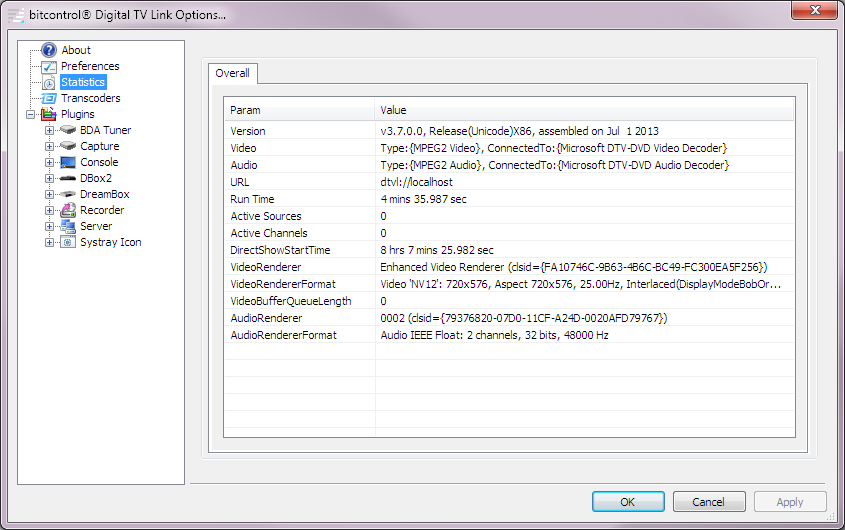 bitcontrol® Digital TV Link Options...
About
Preferences
Statistics
Transcoders
Plugins
BDA Tuner
Capture
Console
DBox2
DreamBox
Recorder
Server
Systray Icon
Overall
Param Value
Version v3.7.0.0, Release(Unicode)X86, assembled on Jul 1 2013
Video Type:{MPEG2 Video}, ConnectedTo:{Microsoft DTV-DVD Video Decoder}
Audio Type:{MPEG2 Audio}, ConnectedTo:{Microsoft DTV-DVD Audio Decoder}
URL dtvl://localhost
Run Time 4 mins 35.987 sec
Active Sources 0
Active Channels 0
DirectShowStartTime 8 hrs 7 mins 25.982 sec
VideoRenderer Enhanced Video Renderer (clsid={FA10746C-9B63-4B6C-BC49-FC300EA5F256})
VideoRendererFormat Video 'NV12': 720x576, Aspect 720x576, 25.00Hz, Interlaced(DisplayModeBobOr...
VideoBufferQueueLength 0
AudioRenderer 0002 (clsid={79376820-07D0-11CF-A24D-0020AFD79767})
AudioRendererFormat Audio IEEE Float: 2 channels, 32 bits, 48000 Hz
OK Cancel Apply